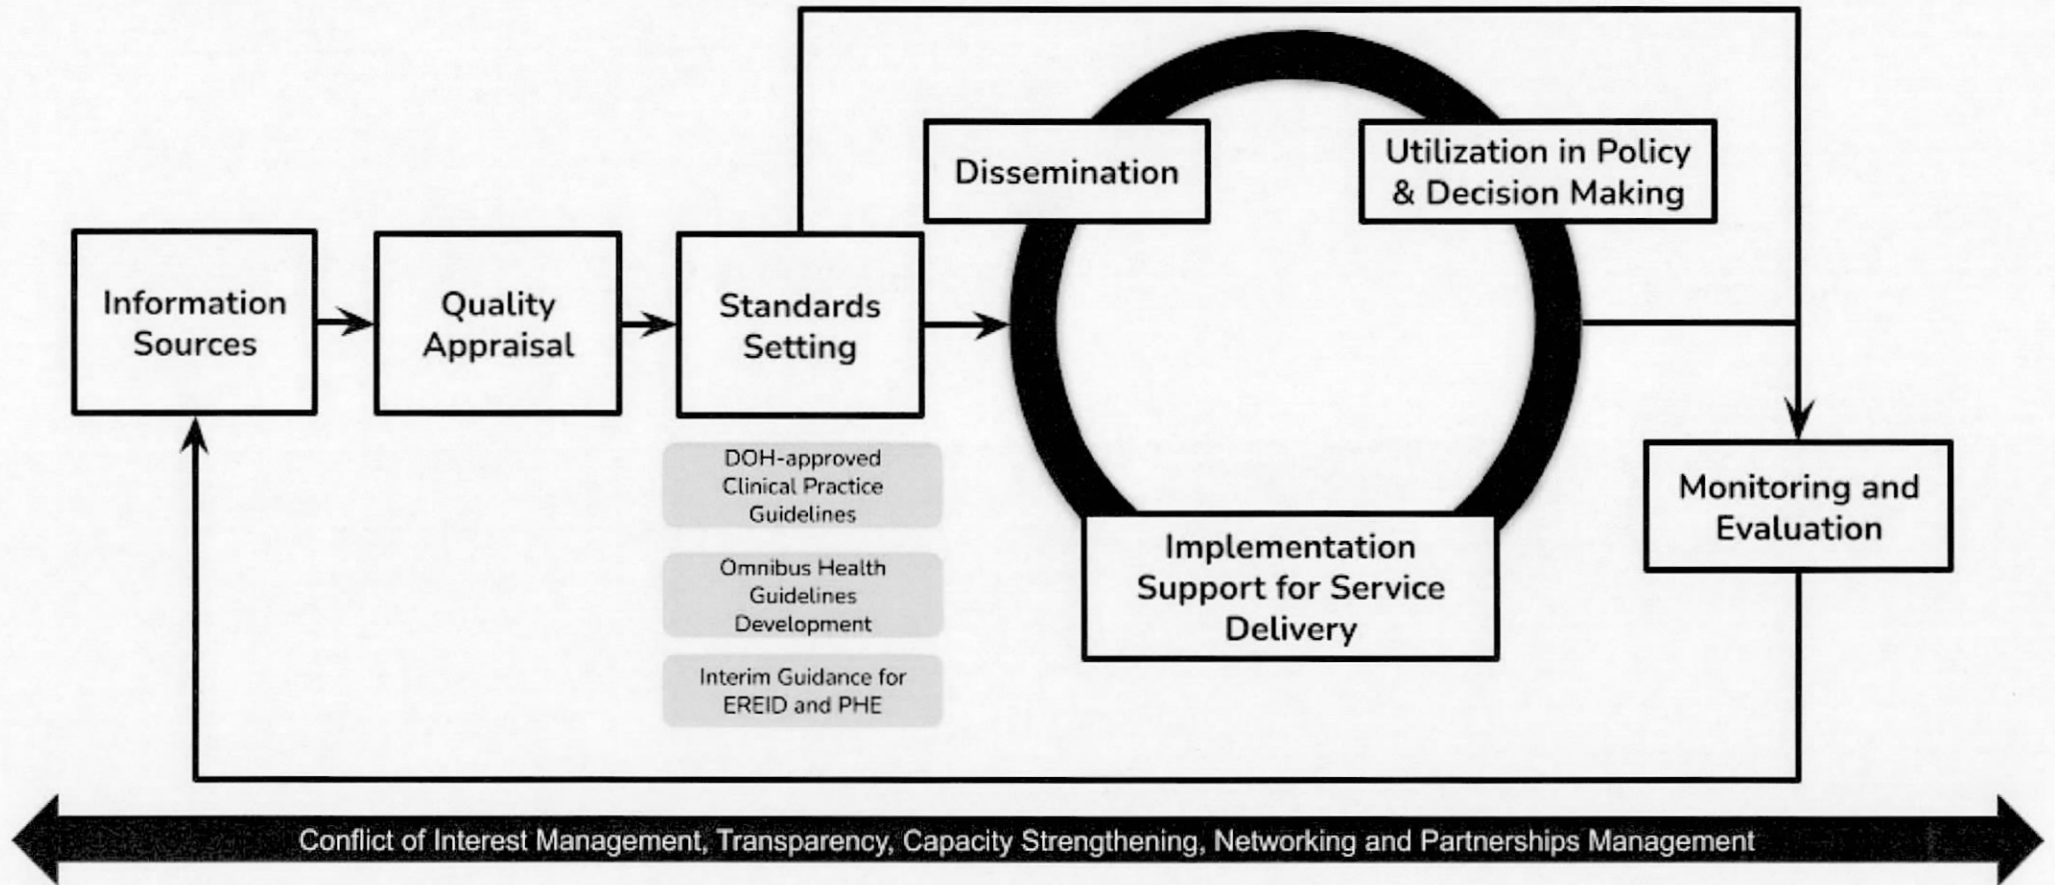 Dissemination
Utilization in Policy
& Decision Making
Information
Sources
Quality
Appraisal
Standards
Setting
DOH-approved
Clinical Practice
Guidelines
Omnibus Health
Guidelines
Development
Interim Guidance for
EREID and PHE
Implementation
Support for Service
Delivery
Monitoring and
Evaluation
Conflict of Interest Management, Transparency, Capacity Strengthening, Networking and Partnerships Management